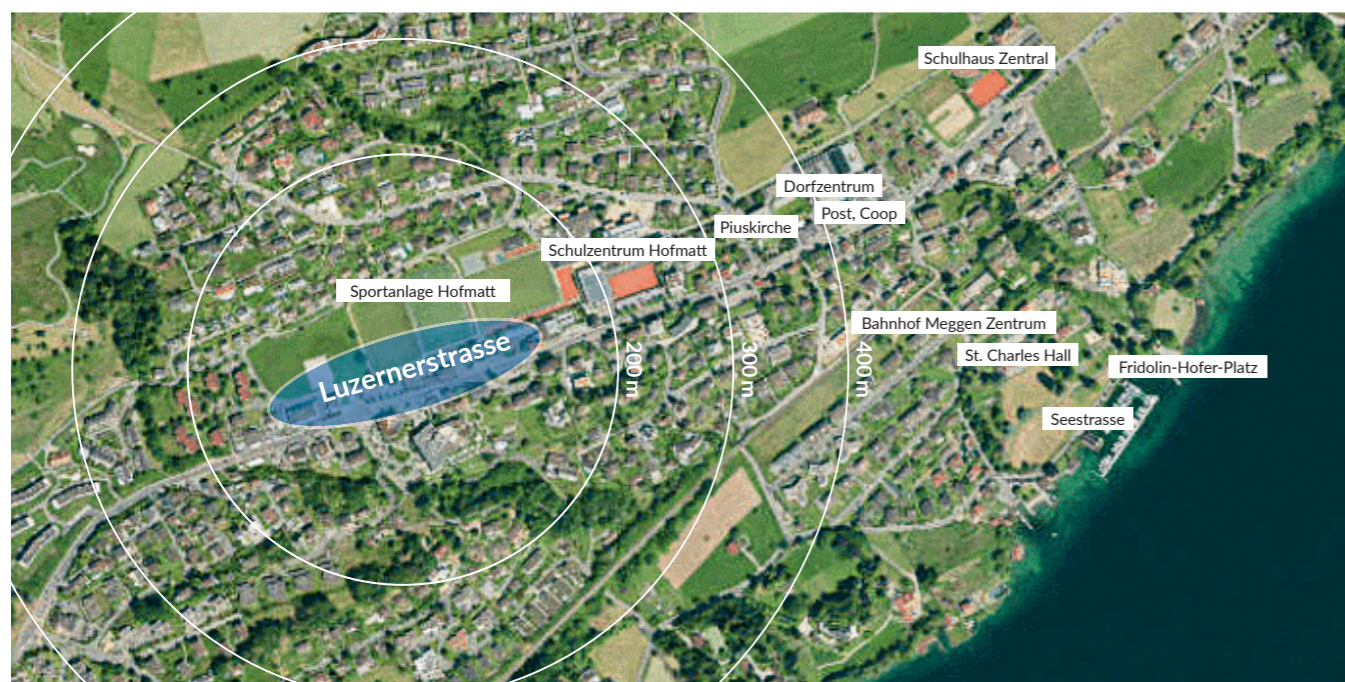 Schulhaus Zentral
Dorfzentrum
Post, Coop
Piuskirche
Schulzentrum Hofmatt
Sportanlage Hofmatt
Bahnhof Meggen Zentrum
Luzernerstrasse
200 m
300 m
400 m
St. Charles Hall
Fridolin-Hofer-Platz
Seestrasse